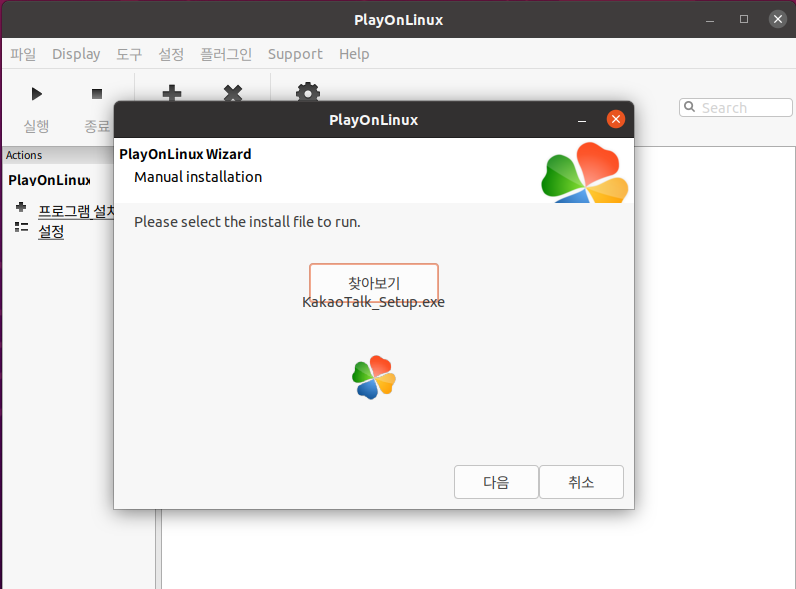 PlayOnLinux
파일 Display 도구 설정 플러그인 Support Help
실행 종료
Search
Actions
PlayOnLinux
프로그램 설치
설정
PlayOnLinux
PlayOnLinux Wizard
Manual installation
Please select the install file to run.
찾아보기
KakaoTalk_Setup.exe
다음 취소